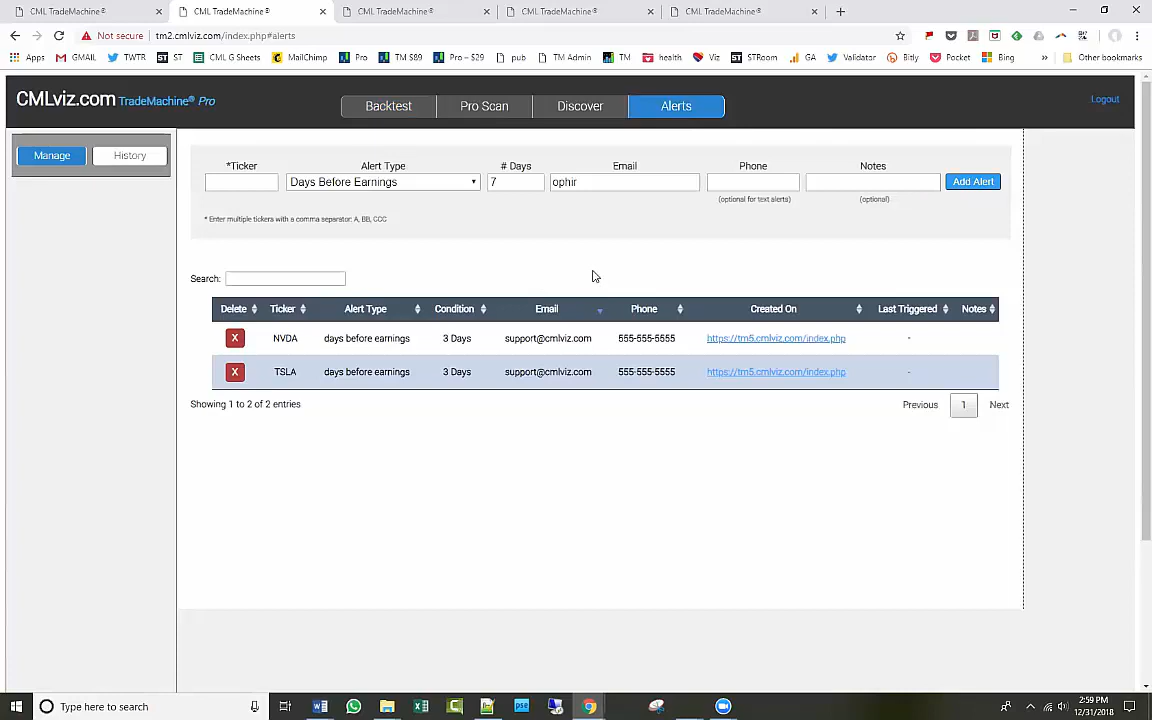 CML TradeMachine®
CML TradeMachine®
CML TradeMachine®
CML TradeMachine®
CML TradeMachine®
Not secure
tm2.cmlviz.com/index.php#alerts
Apps
GMAIL
TWTR
ST
CML G Sheets
MailChimp
Pro
TM $89
Pro – $29
pub
TM Admin
TM
health
Viz
STRoom
GA
Validator
Bitly
Pocket
Bing
»
Other bookmarks
CMLviz.com TradeMachine® Pro
Backtest
Pro Scan
Discover
Alerts
Logout
Manage
History
*Ticker
Alert Type
# Days
Email
Phone
Notes
Days Before Earnings
7
ophir
Add Alert
(optional for text alerts)
(optional)
* Enter multiple tickers with a comma separator: A, BB, CCC
Search:
Delete Ticker Alert Type Condition Email Phone Created On Last Triggered Notes
X NVDA days before earnings 3 Days support@cmlviz.com 555-555-5555 https://tm5.cmlviz.com/index.php -
X TSLA days before earnings 3 Days support@cmlviz.com 555-555-5555 https://tm5.cmlviz.com/index.php -
Showing 1 to 2 of 2 entries
Previous 1 Next
Type here to search
2:59 PM
12/31/2018